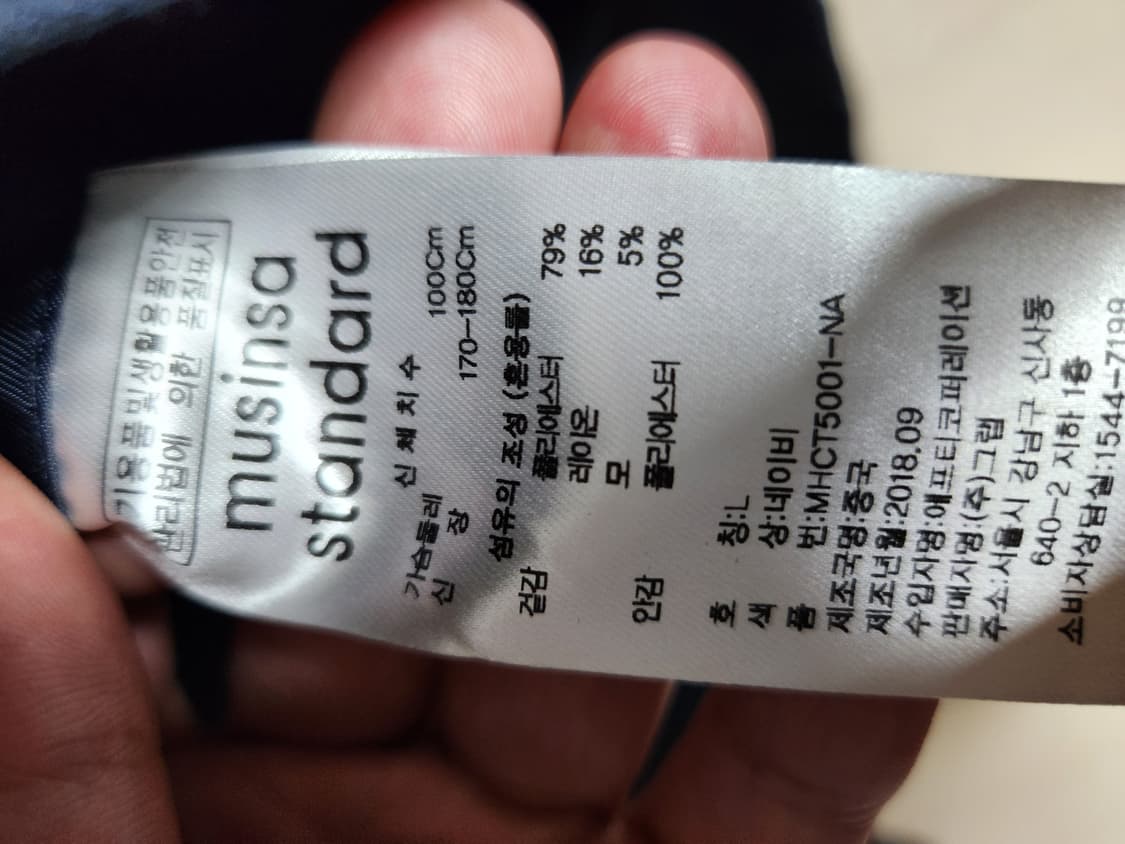 기용품및생활용품안전
관리법에 의한 품질표시
musinsa
standard
신 체 치 수
가슴둘레 100Cm
신 장 170-180Cm
섬유의 조성 (혼용률)
겉감 폴리에스터 79%
레이온 16%
모 5%
안감 폴리에스터 100%
호 칭:L
색 상:네이비
품 번:MHCT5001-NA
제조국명:중국
제조년월:2018.09
수입자명:에프티코퍼레이션
판매자명:(주)그랩
주소:서울시 강남구 신사동
640-2 지하 1층
소비자상담실:1544-7199